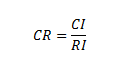 CR = CI / RI